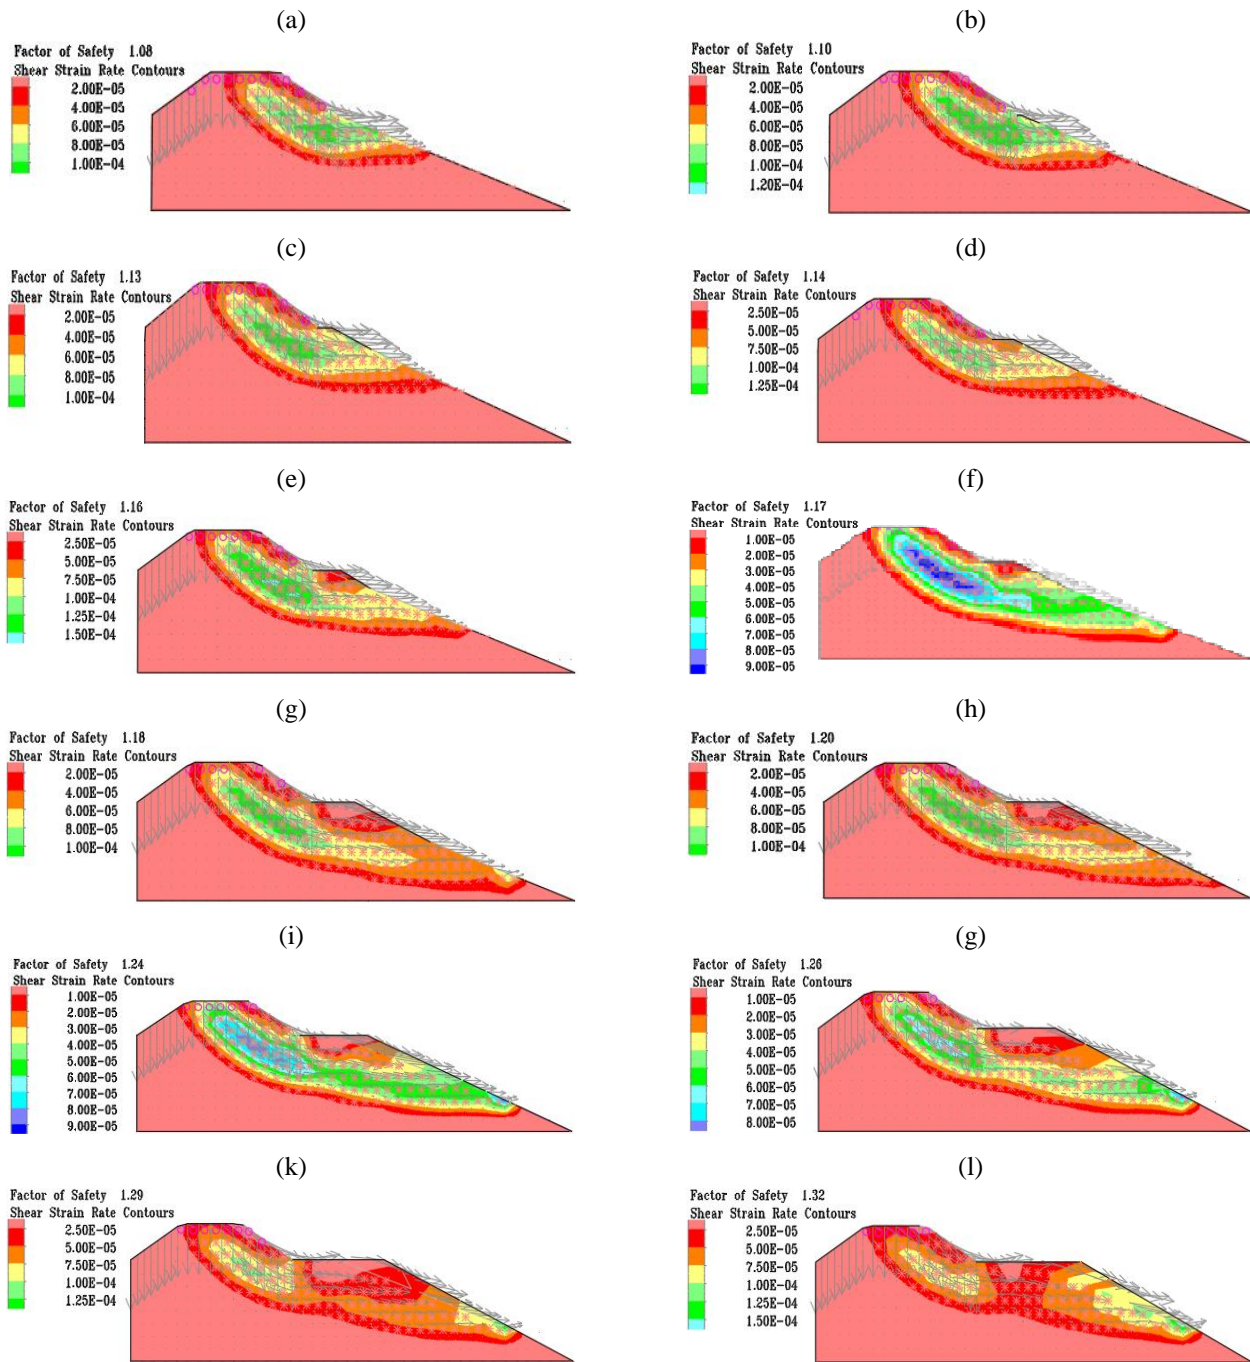 (a)
Factor of Safety 1.08
Shear Strain Rate Contours
2.00E-05
4.00E-05
6.00E-05
8.00E-05
1.00E-04
(b)
Factor of Safety 1.10
Shear Strain Rate Contours
2.00E-05
4.00E-05
6.00E-05
8.00E-05
1.00E-04
1.20E-04
(c)
Factor of Safety 1.13
Shear Strain Rate Contours
2.00E-05
4.00E-05
6.00E-05
8.00E-05
1.00E-04
(d)
Factor of Safety 1.14
Shear Strain Rate Contours
2.50E-05
5.00E-05
7.50E-05
1.00E-04
1.25E-04
(e)
Factor of Safety 1.16
Shear Strain Rate Contours
2.50E-05
5.00E-05
7.50E-05
1.00E-04
1.25E-04
1.50E-04
(f)
Factor of Safety 1.17
Shear Strain Rate Contours
1.00E-05
2.00E-05
3.00E-05
4.00E-05
5.00E-05
6.00E-05
7.00E-05
8.00E-05
9.00E-05
(g)
Factor of Safety 1.18
Shear Strain Rate Contours
2.00E-05
4.00E-05
6.00E-05
8.00E-05
1.00E-04
(h)
Factor of Safety 1.20
Shear Strain Rate Contours
2.00E-05
4.00E-05
6.00E-05
8.00E-05
1.00E-04
(i)
Factor of Safety 1.24
Shear Strain Rate Contours
1.00E-05
2.00E-05
3.00E-05
4.00E-05
5.00E-05
6.00E-05
7.00E-05
8.00E-05
9.00E-05
(g)
Factor of Safety 1.26
Shear Strain Rate Contours
1.00E-05
2.00E-05
3.00E-05
4.00E-05
5.00E-05
6.00E-05
7.00E-05
8.00E-05
(k)
Factor of Safety 1.29
Shear Strain Rate Contours
2.50E-05
5.00E-05
7.50E-05
1.00E-04
1.25E-04
(l)
Factor of Safety 1.32
Shear Strain Rate Contours
2.50E-05
5.00E-05
7.50E-05
1.00E-04
1.25E-04
1.50E-04